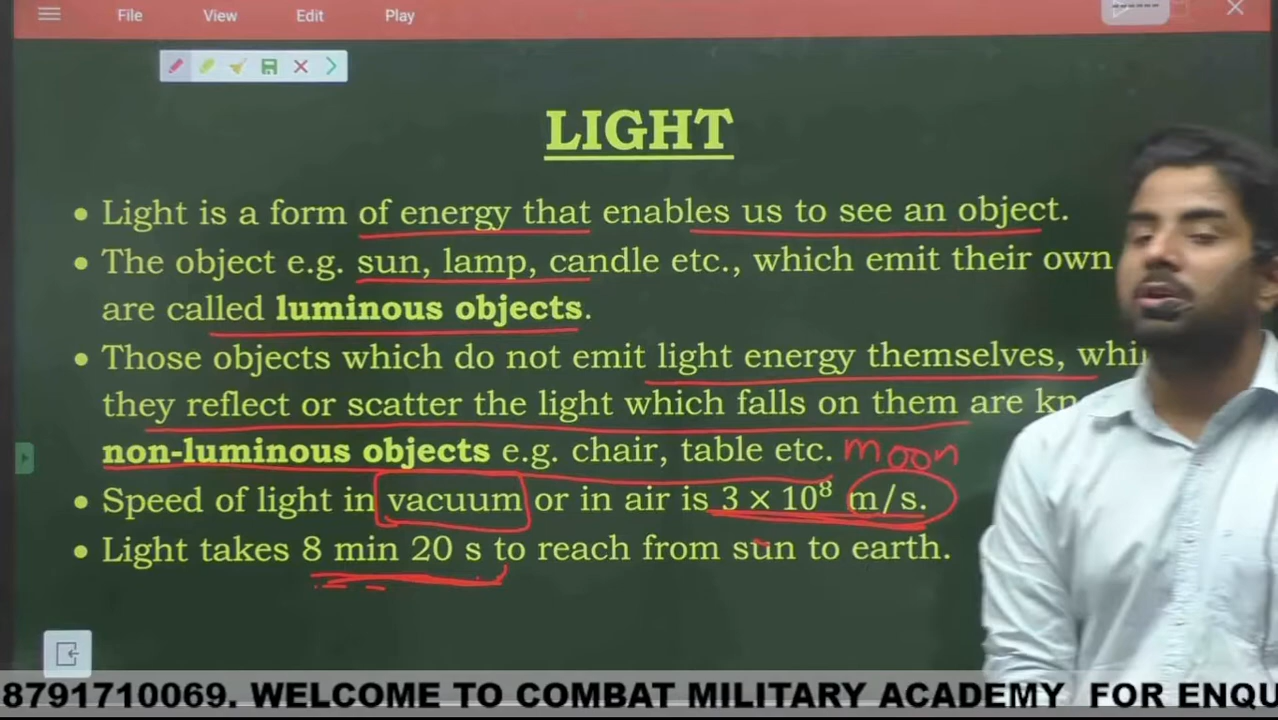 File View Edit Play
LIGHT
• Light is a form of energy that enables us to see an object.
• The object e.g. sun, lamp, candle etc., which emit their own
are called luminous objects.
• Those objects which do not emit light energy themselves, whi
they reflect or scatter the light which falls on them are kn
non-luminous objects e.g. chair, table etc. moon
• Speed of light in vacuum or in air is 3 × 10⁸ m/s.
• Light takes 8 min 20 s to reach from sun to earth.
8791710069. WELCOME TO COMBAT MILITARY ACADEMY FOR ENQU